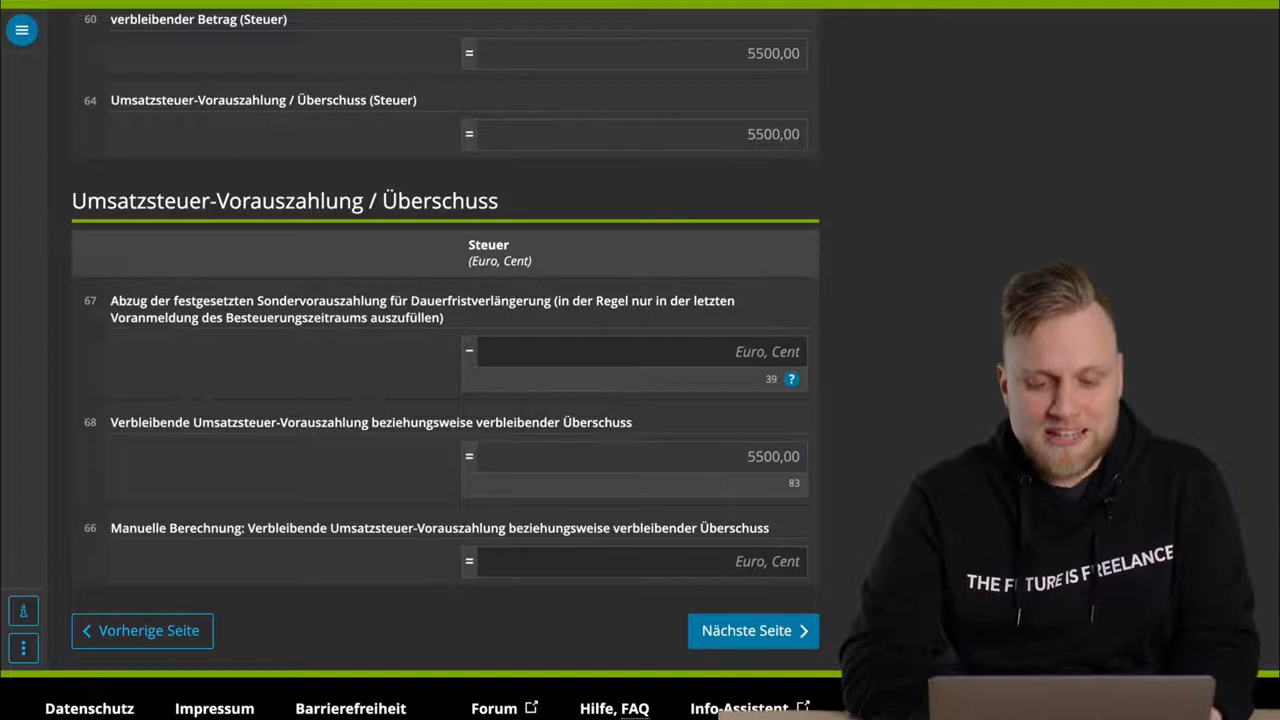 60 verbleibender Betrag (Steuer)
= 5500,00
64 Umsatzsteuer-Vorauszahlung / Überschuss (Steuer)
= 5500,00
Umsatzsteuer-Vorauszahlung / Überschuss
Steuer
(Euro, Cent)
67 Abzug der festgesetzten Sondervorauszahlung für Dauerfristverlängerung (in der Regel nur in der letzten
Voranmeldung des Besteuerungszeitraums auszufüllen)
– Euro, Cent
39 ?
68 Verbleibende Umsatzsteuer-Vorauszahlung beziehungsweise verbleibender Überschuss
= 5500,00
83
66 Manuelle Berechnung: Verbleibende Umsatzsteuer-Vorauszahlung beziehungsweise verbleibender Überschuss
= Euro, Cent
Vorherige Seite Nächste Seite
Datenschutz Impressum Barrierefreiheit Forum Hilfe, FAQ Info-Assistent
THE FUTURE IS FREELANCE